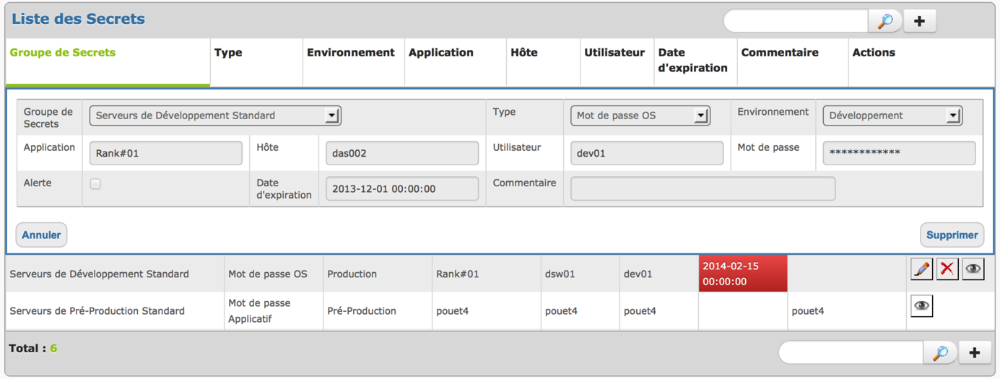 Liste des Secrets
Groupe de Secrets Type Environnement Application Hôte Utilisateur Date d'expiration Commentaire Actions
Groupe de Secrets Serveurs de Développement Standard Type Mot de passe OS Environnement Développement
Application Rank#01 Hôte das002 Utilisateur dev01 Mot de passe ************
Alerte Date d'expiration 2013-12-01 00:00:00 Commentaire
Annuler Supprimer
Serveurs de Développement Standard Mot de passe OS Production Rank#01 dsw01 dev01 2014-02-15 00:00:00
Serveurs de Pré-Production Standard Mot de passe Applicatif Pré-Production pouet4 pouet4 pouet4 pouet4
Total : 6